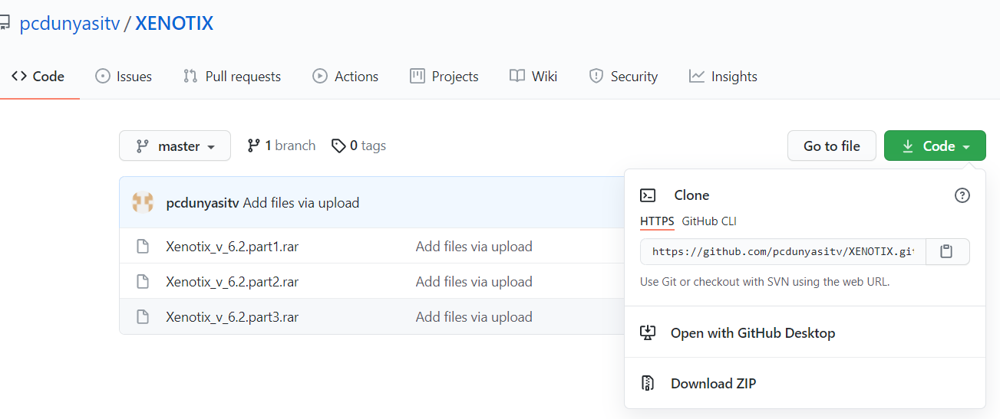 pcdunyasitv / XENOTIX
Code Issues Pull requests Actions Projects Wiki Security Insights
master 1 branch 0 tags Go to file Code
pcdunyasitv Add files via upload
Xenotix_v_6.2.part1.rar Add files via upload
Xenotix_v_6.2.part2.rar Add files via upload
Xenotix_v_6.2.part3.rar Add files via upload
Clone
HTTPS GitHub CLI
https://github.com/pcdunyasitv/XENOTIX.git
Use Git or checkout with SVN using the web URL.
Open with GitHub Desktop
Download ZIP